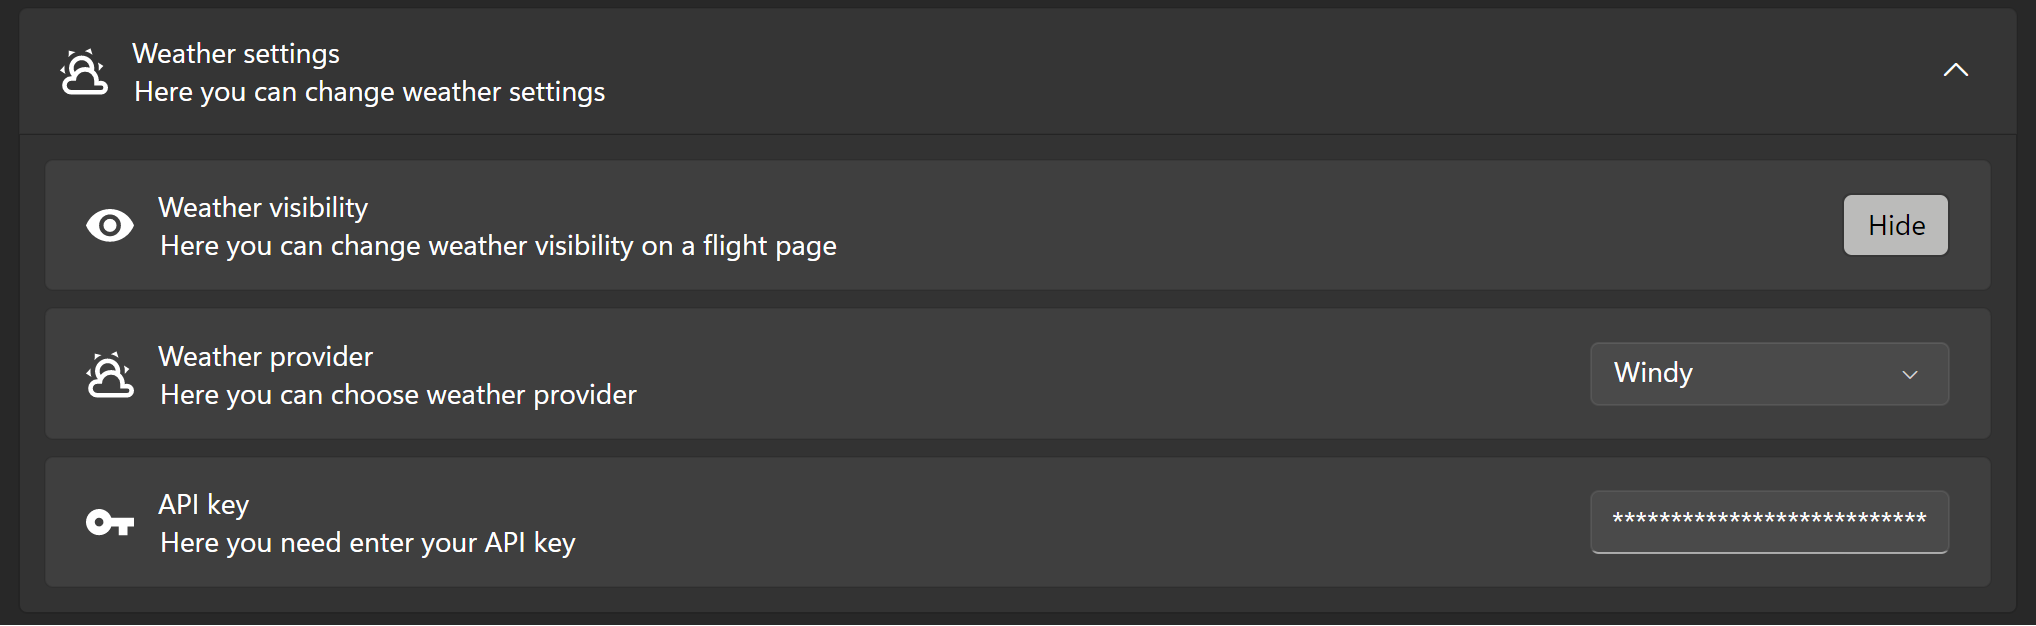 Weather settings
Here you can change weather settings
Weather visibility
Here you can change weather visibility on a flight page
Hide
Weather provider
Here you can choose weather provider
Windy
API key
Here you need enter your API key
***************************